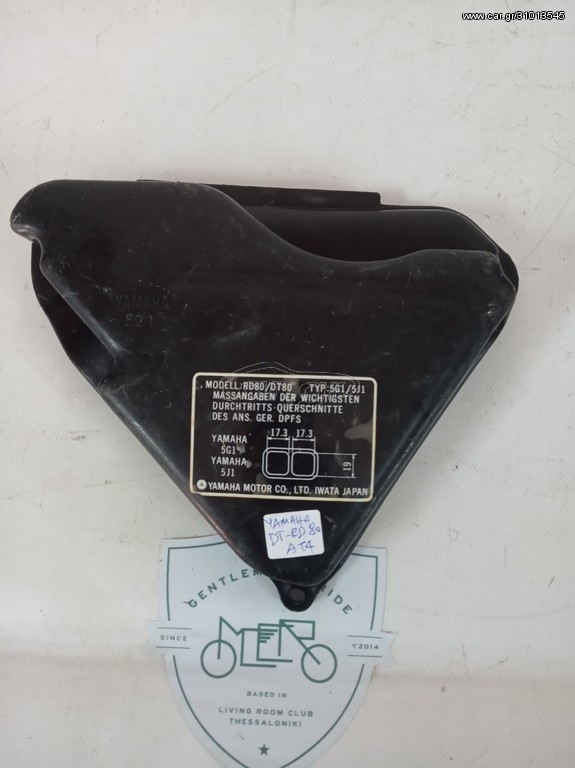 www.car.gr/31013545
YAMAHA
MODELL:RD80/DT80 TYP:5G1/5J1
MASSANGABEN DER WICHTIGSTEN
DURCHTRITTS-QUERSCHNITTE
DES ANS. GER. DPFS
17.3 17.3
YAMAHA
5G1
YAMAHA
5J1
19
YAMAHA MOTOR CO., LTD. IWATA JAPAN
YAMAHA
DT-RD 80
AT4
GENTLEMEN RIDE
SINCE Y2014
BASED IN
LIVING ROOM CLUB
THESSALONIKI